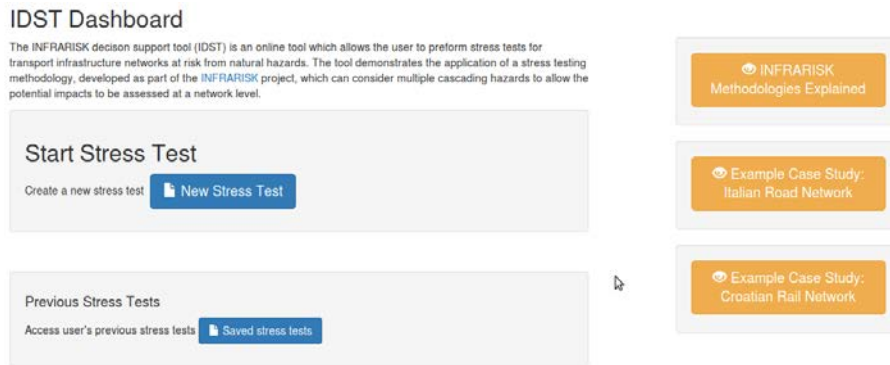 IDST Dashboard
The INFRARISK decison support tool (IDST) is an online tool which allows the user to preform stress tests for
transport infrastructure networks at risk from natural hazards. The tool demonstrates the application of a stress testing
methodology, developed as part of the INFRARISK project, which can consider multiple cascading hazards to allow the
potential impacts to be assessed at a network level.
Start Stress Test
Create a new stress test New Stress Test
Previous Stress Tests
Access user's previous stress tests Saved stress tests
INFRARISK
Methodologies Explained
Example Case Study:
Italian Road Network
Example Case Study:
Croatian Rail Network